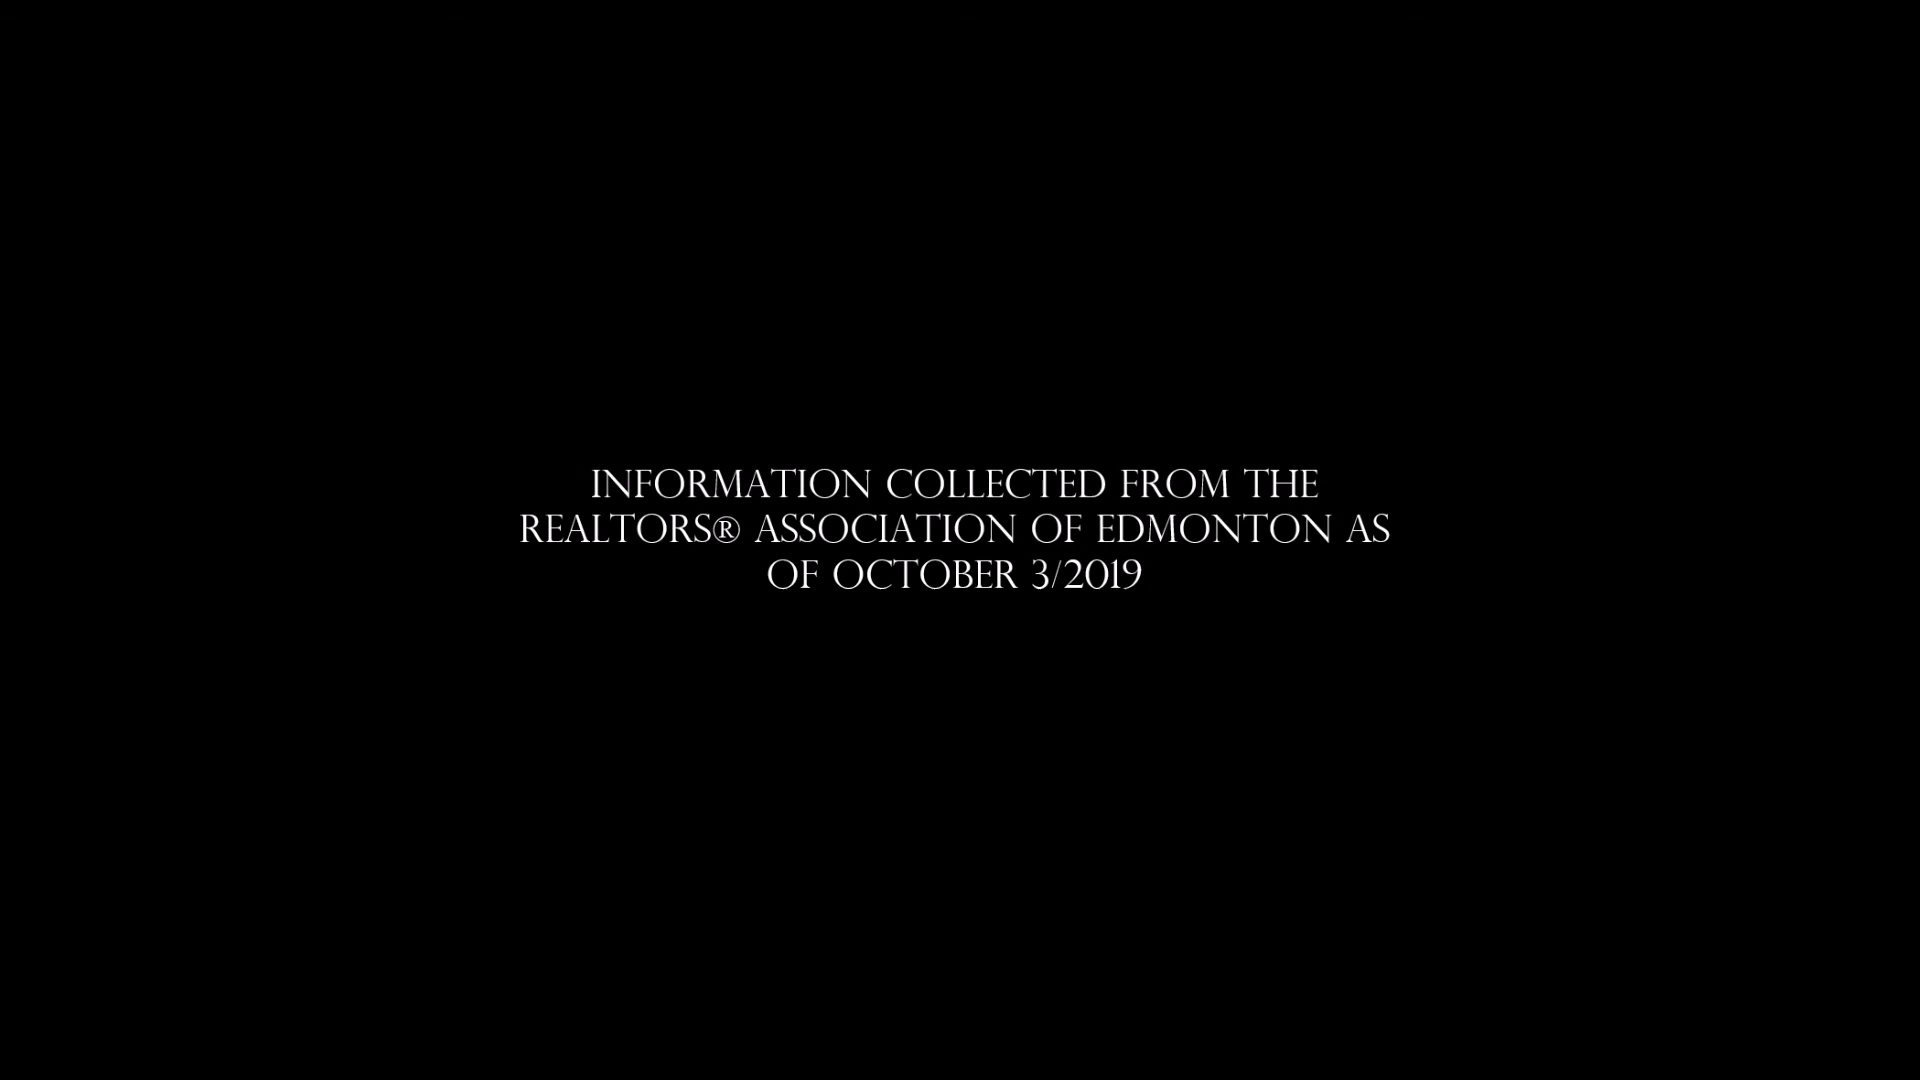 INFORMATION COLLECTED FROM THE
REALTORS® ASSOCIATION OF EDMONTON AS
OF OCTOBER 3/2019